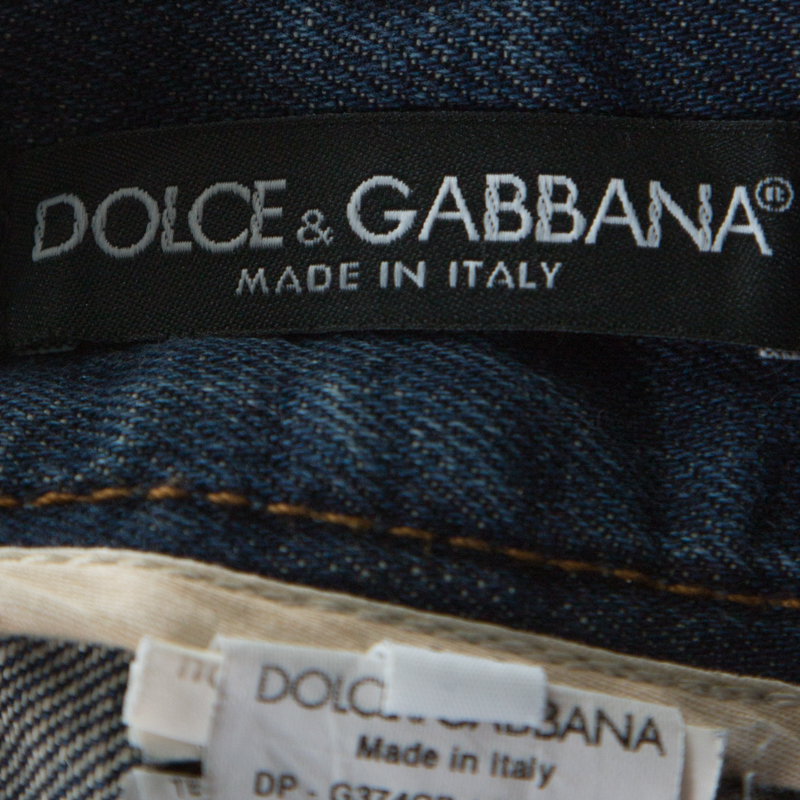 DOLCE & GABBANA®
MADE IN ITALY
DOLCE & GABBANA
Made in Italy
DP -